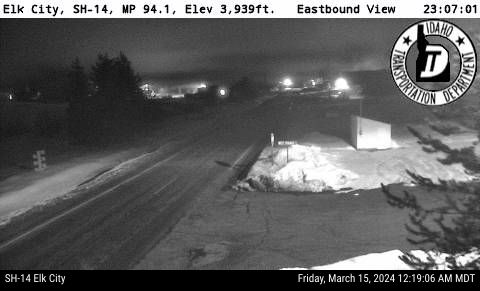 Elk City, SH-14, MP 94.1, Elev 3,939ft. Eastbound View 23:07:01
IDAHO
TRANSPORTATION DEPARTMENT
SH-14 Elk City Friday, March 15, 2024 12:19:06 AM MDT